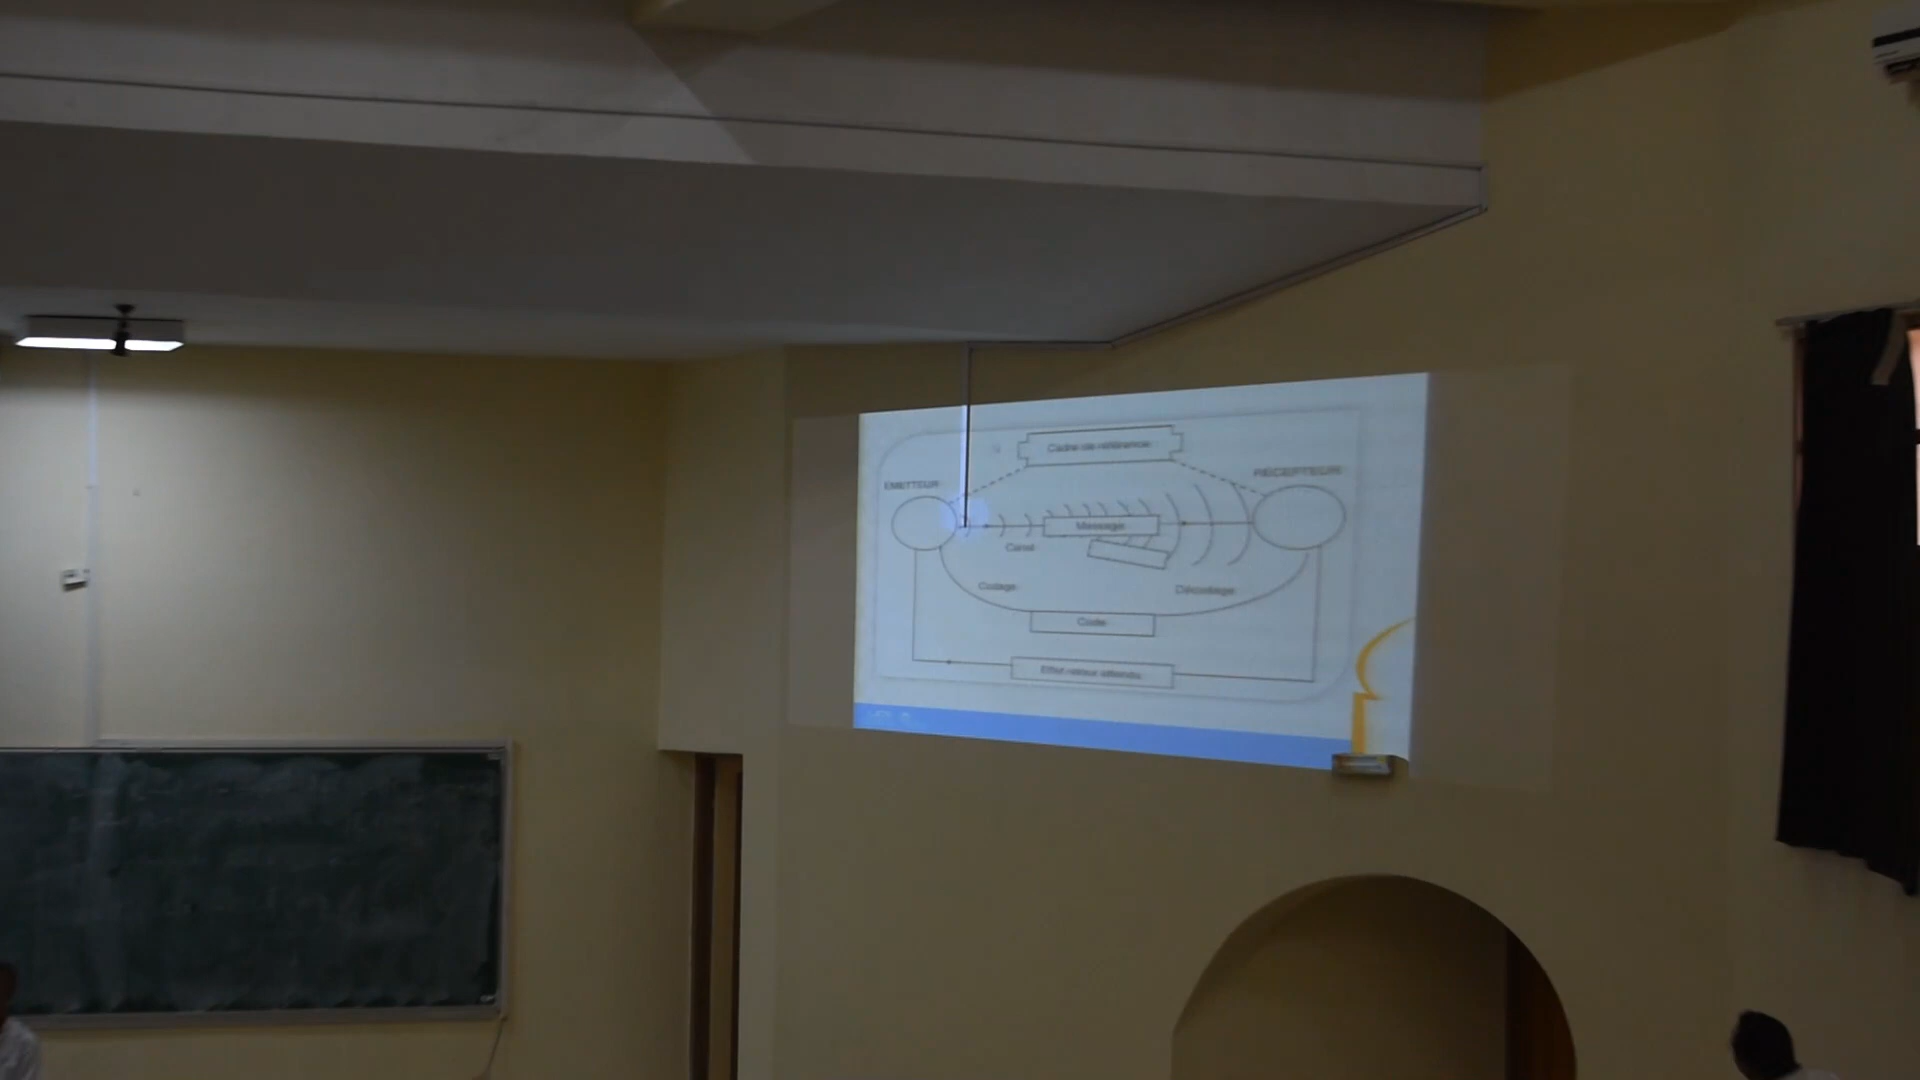 Cadre de référence
EMETTEUR
RECEPTEUR
Message
Canal
Codage
Décodage
Code
Effet retour attendu